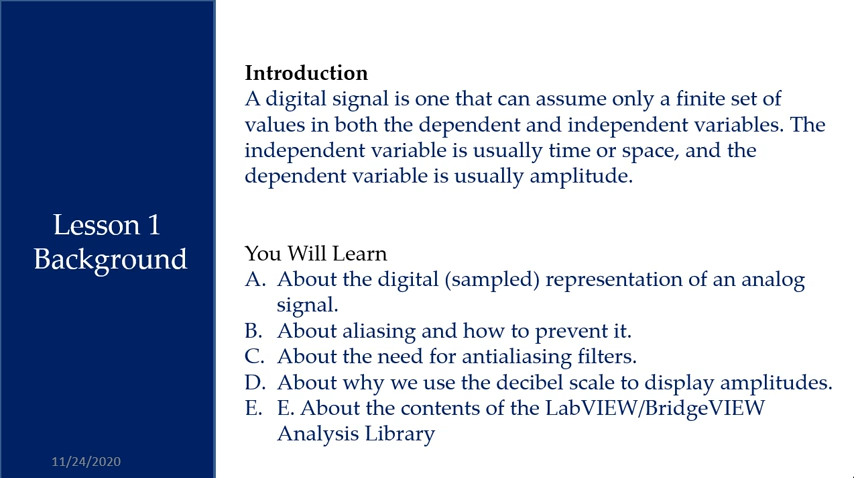 Lesson 1
Background
Introduction
A digital signal is one that can assume only a finite set of
values in both the dependent and independent variables. The
independent variable is usually time or space, and the
dependent variable is usually amplitude.
You Will Learn
A. About the digital (sampled) representation of an analog
signal.
B. About aliasing and how to prevent it.
C. About the need for antialiasing filters.
D. About why we use the decibel scale to display amplitudes.
E. E. About the contents of the LabVIEW/BridgeVIEW
Analysis Library
11/24/2020